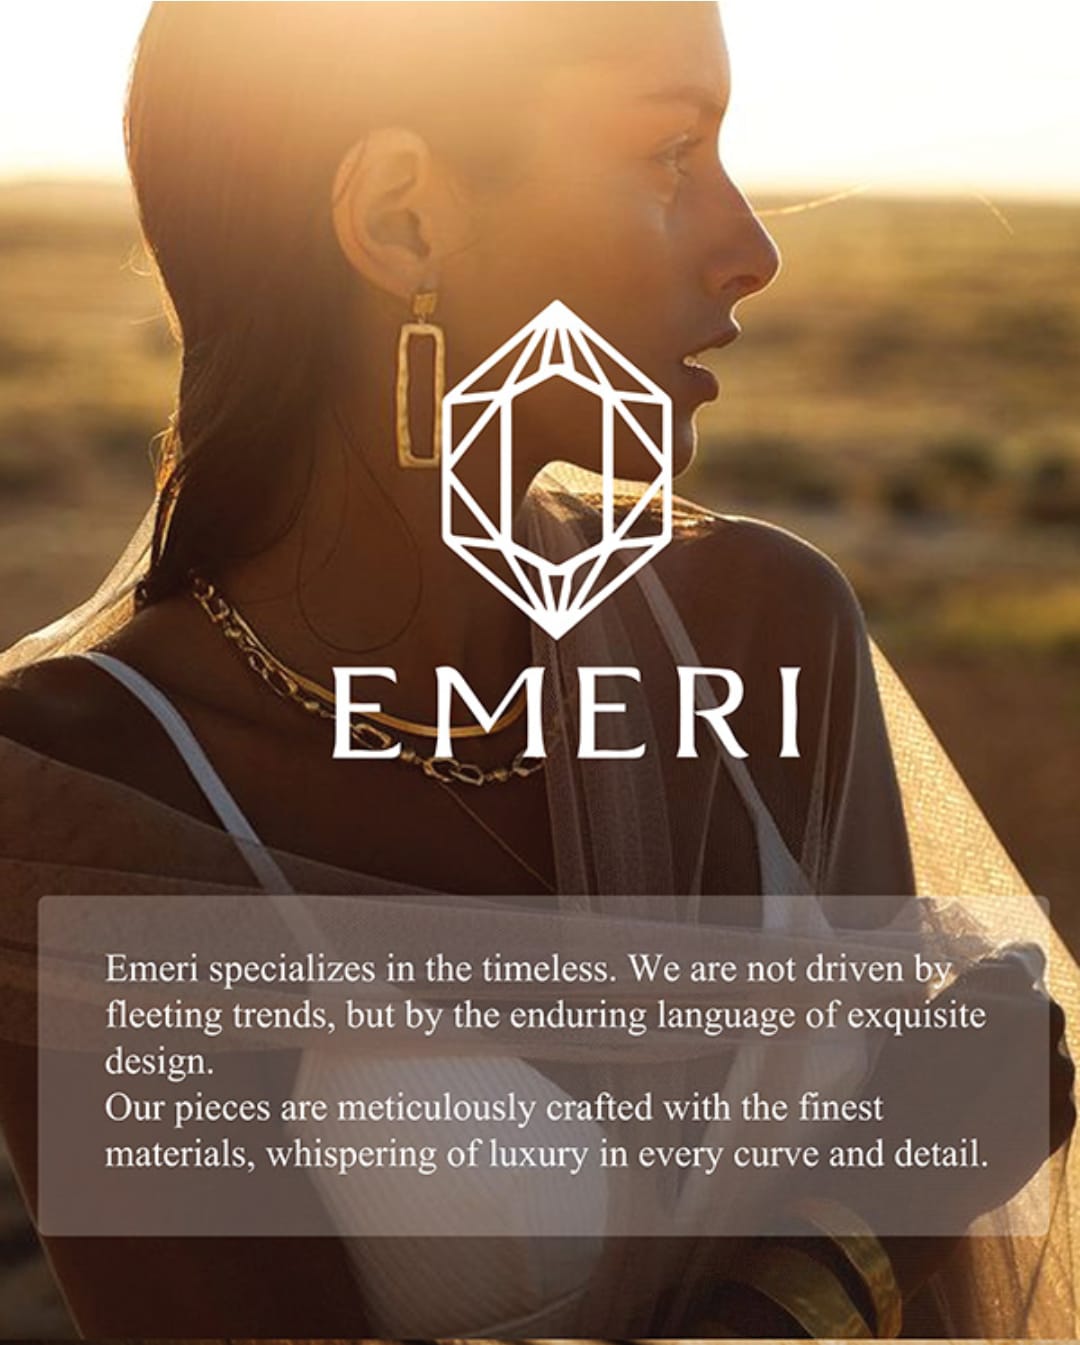 EMERI
Emeri specializes in the timeless. We are not driven by
fleeting trends, but by the enduring language of exquisite
design.
Our pieces are meticulously crafted with the finest
materials, whispering of luxury in every curve and detail.